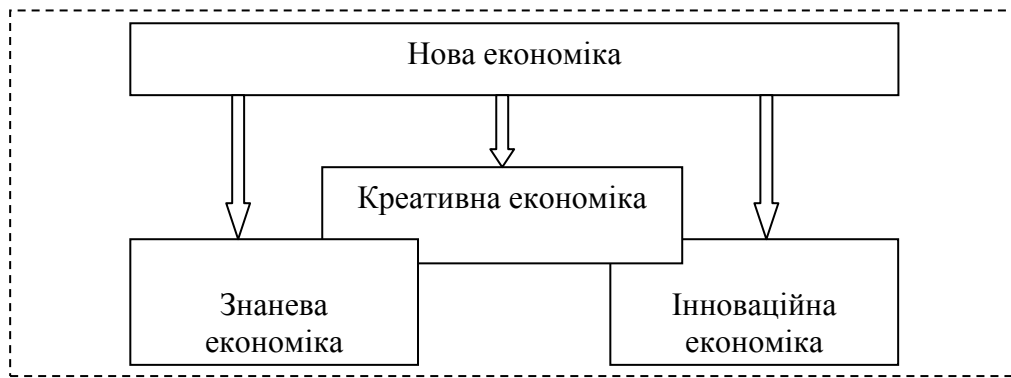 Нова економіка
Креативна економіка
Знанева
економіка
Інноваційна
економіка